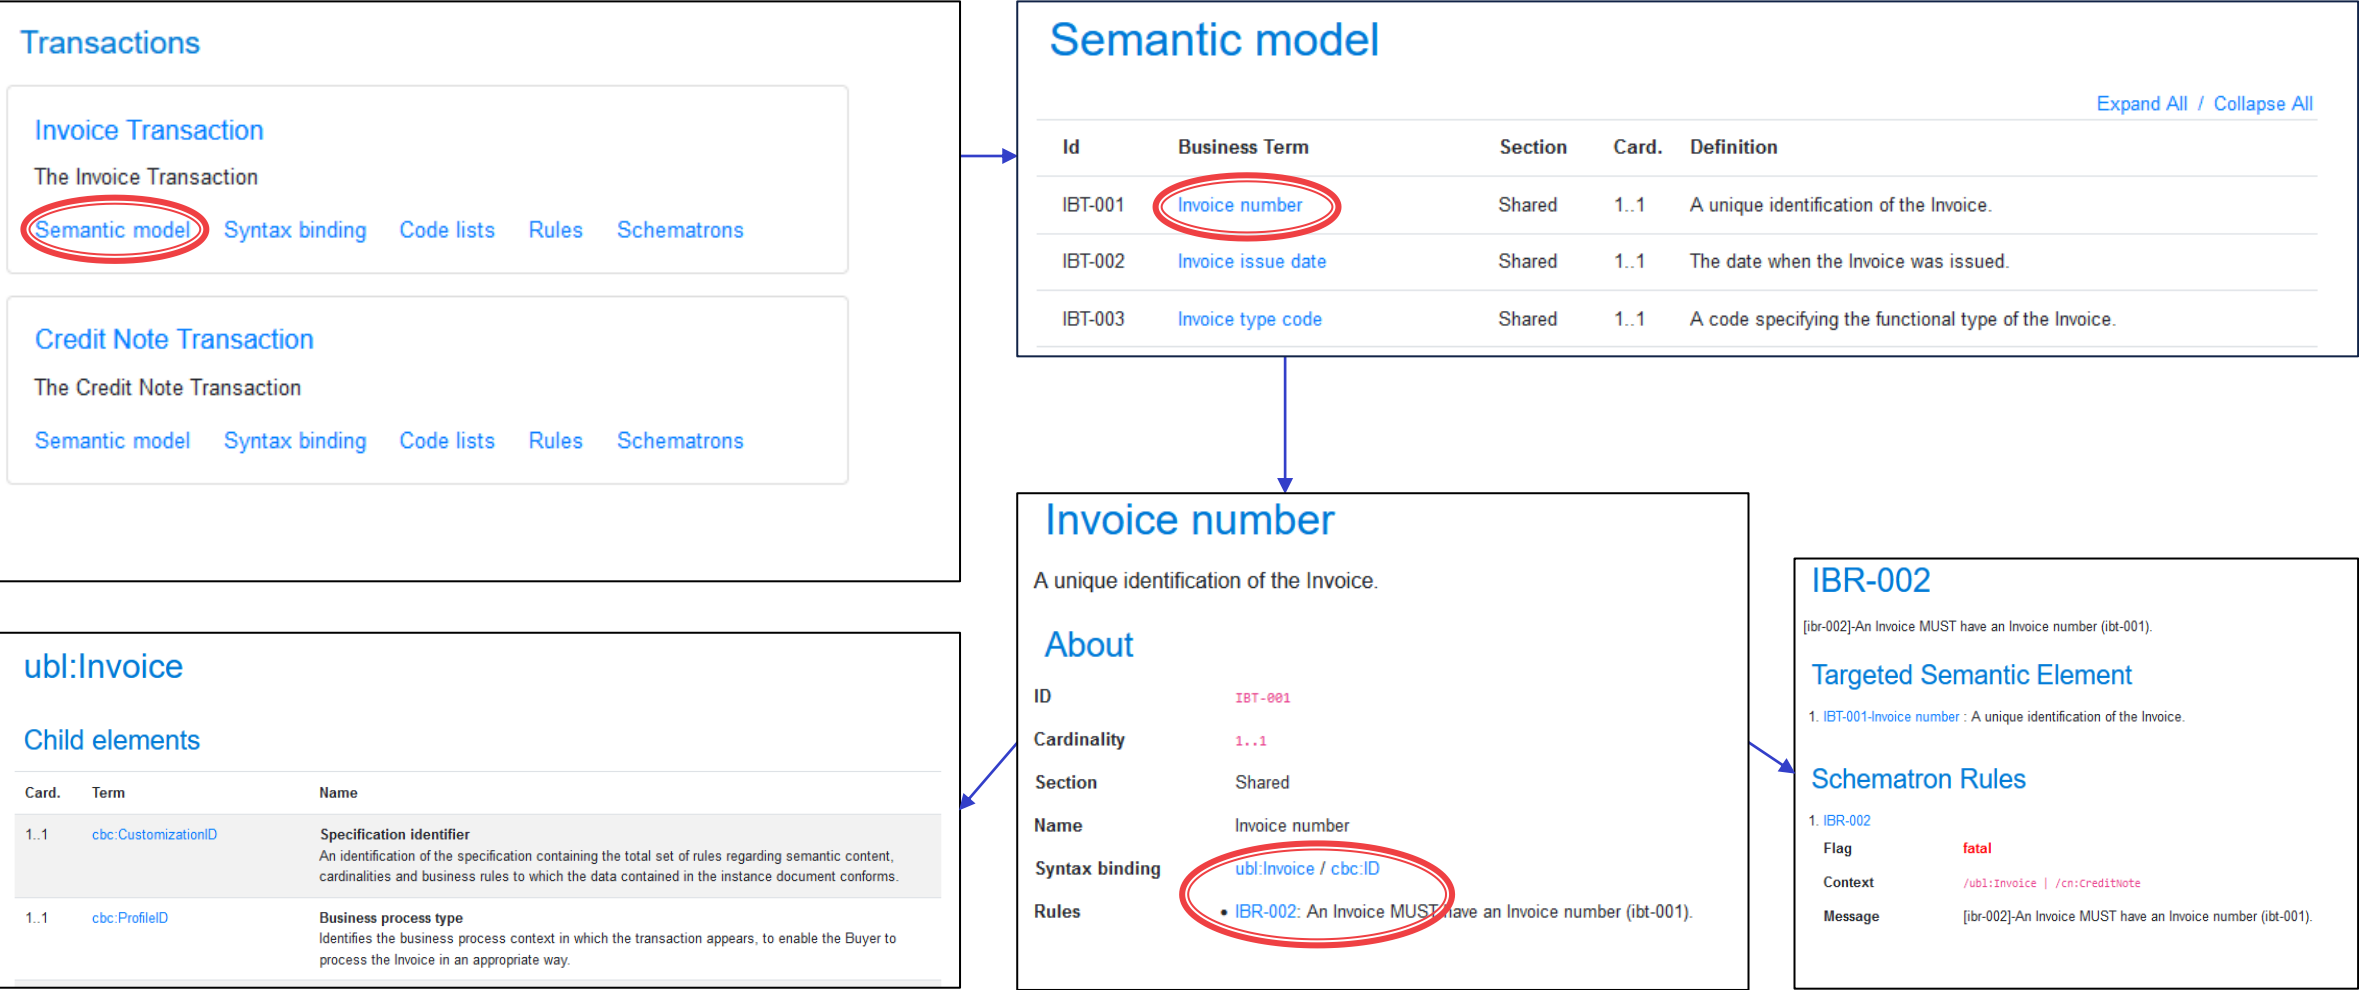 Transactions
Invoice Transaction
The Invoice Transaction
Semantic model Syntax binding Code lists Rules Schematrons
Credit Note Transaction
The Credit Note Transaction
Semantic model Syntax binding Code lists Rules Schematrons
Semantic model
Expand All / Collapse All
Id Business Term Section Card. Definition
IBT-001 Invoice number Shared 1..1 A unique identification of the Invoice.
IBT-002 Invoice issue date Shared 1..1 The date when the Invoice was issued.
IBT-003 Invoice type code Shared 1..1 A code specifying the functional type of the Invoice.
ubl:Invoice
Child elements
Card. Term Name
1..1 cbc:CustomizationID Specification identifier
An identification of the specification containing the total set of rules regarding semantic content,
cardinalities and business rules to which the data contained in the instance document conforms.
1..1 cbc:ProfileID Business process type
Identifies the business process context in which the transaction appears, to enable the Buyer to
process the Invoice in an appropriate way.
Invoice number
A unique identification of the Invoice.
About
ID IBT-001
Cardinality 1..1
Section Shared
Name Invoice number
Syntax binding ubl:Invoice / cbc:ID
Rules • IBR-002: An Invoice MUST have an Invoice number (ibt-001).
IBR-002
[ibr-002]-An Invoice MUST have an Invoice number (ibt-001).
Targeted Semantic Element
1. IBT-001-Invoice number : A unique identification of the Invoice.
Schematron Rules
1. IBR-002
Flag fatal
Context /ubl:Invoice | /cn:CreditNote
Message [ibr-002]-An Invoice MUST have an Invoice number (ibt-001).